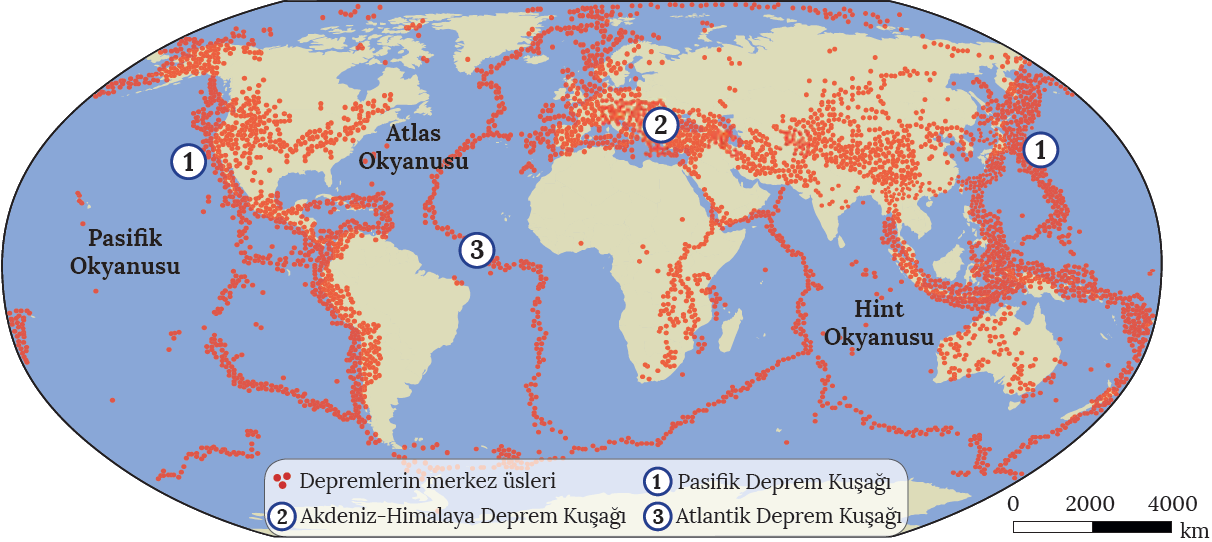 Atlas
Okyanusu
2
1
1
3
Pasifik
Okyanusu
Hint
Okyanusu
Depremlerin merkez üsleri
1 Pasifik Deprem Kuşağı
2 Akdeniz-Himalaya Deprem Kuşağı
3 Atlantik Deprem Kuşağı
0 2000 4000
km